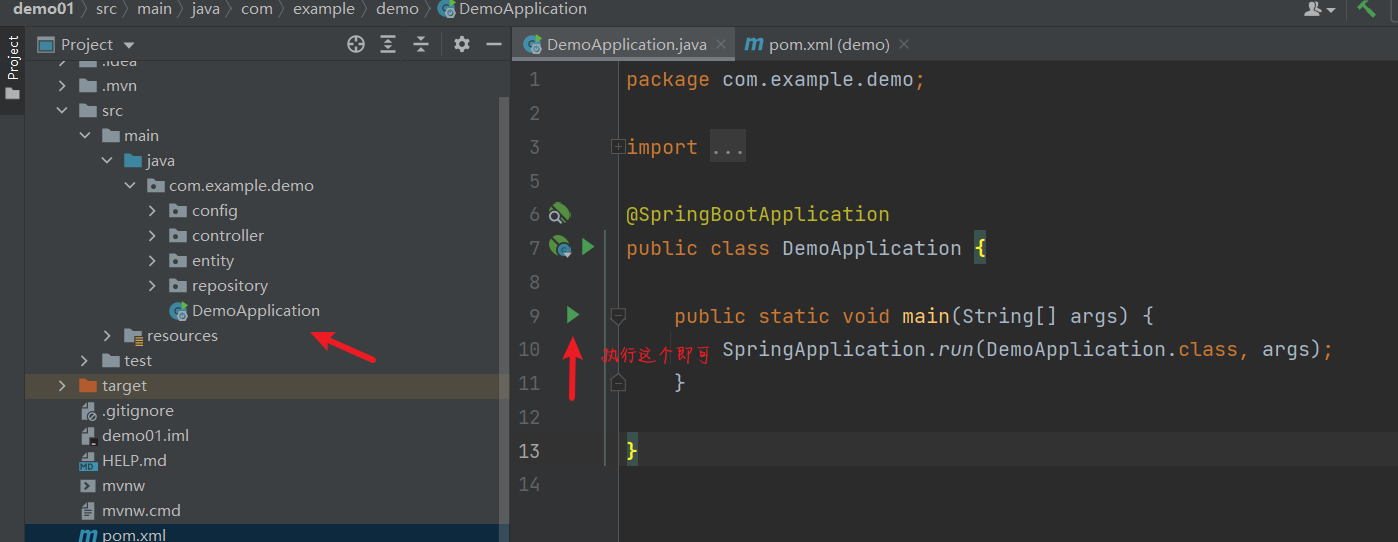 demo01 > src > main > java > com > example > demo > DemoApplication
Project
Project
DemoApplication.java
pom.xml (demo)
.idea
.mvn
src
main
java
com.example.demo
config
controller
entity
repository
DemoApplication
resources
test
target
.gitignore
demo01.iml
HELP.md
mvnw
mvnw.cmd
pom.xml
1 package com.example.demo;
2
3 import ...
5
6 @SpringBootApplication
7 public class DemoApplication {
8
9 public static void main(String[] args) {
执行这个即可
10 SpringApplication.run(DemoApplication.class, args);
11 }
12
13 }
14